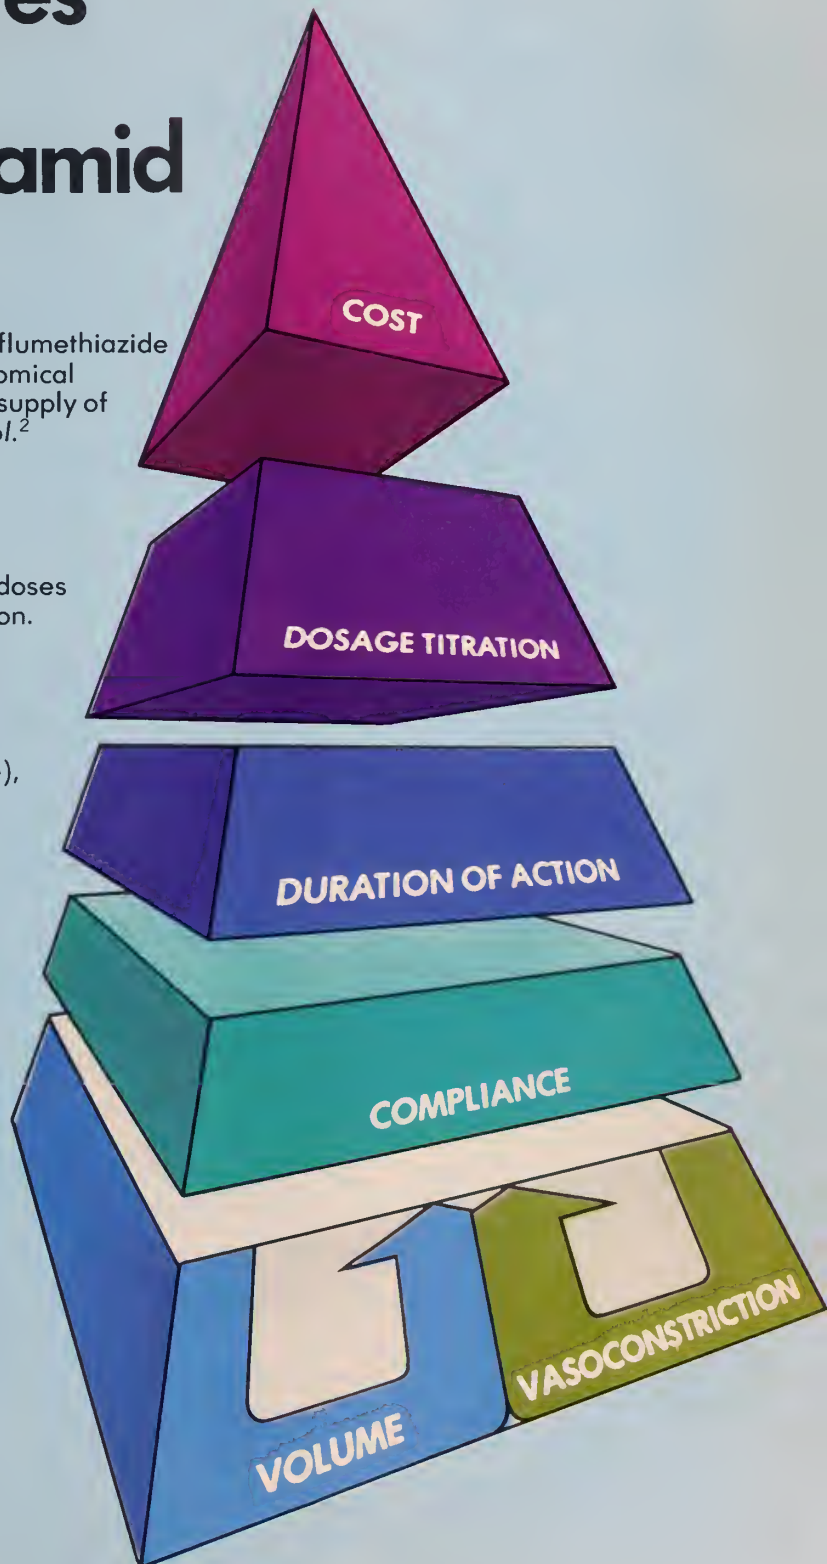 es
amid
COST
flumethiazide
omical
supply of
ol.2
doses
on.
DOSAGE TITRATION
),
DURATION OF ACTION
COMPLIANCE
VASOCONSTRICTION
VOLUME